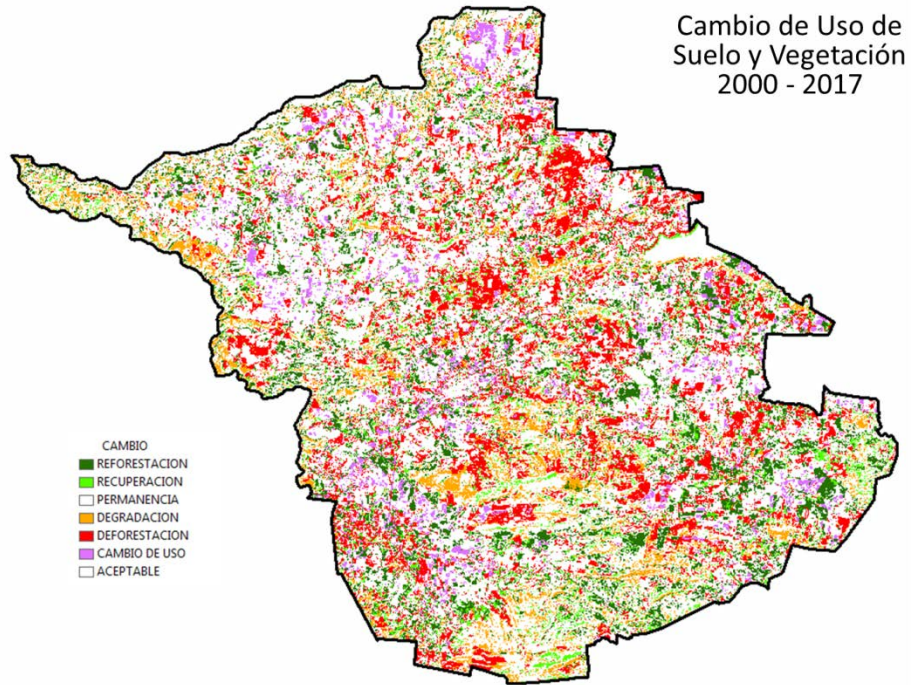 Cambio de Uso de
Suelo y Vegetación
2000 - 2017
CAMBIO
REFORESTACION
RECUPERACION
PERMANENCIA
DEGRADACION
DEFORESTACION
CAMBIO DE USO
ACEPTABLE